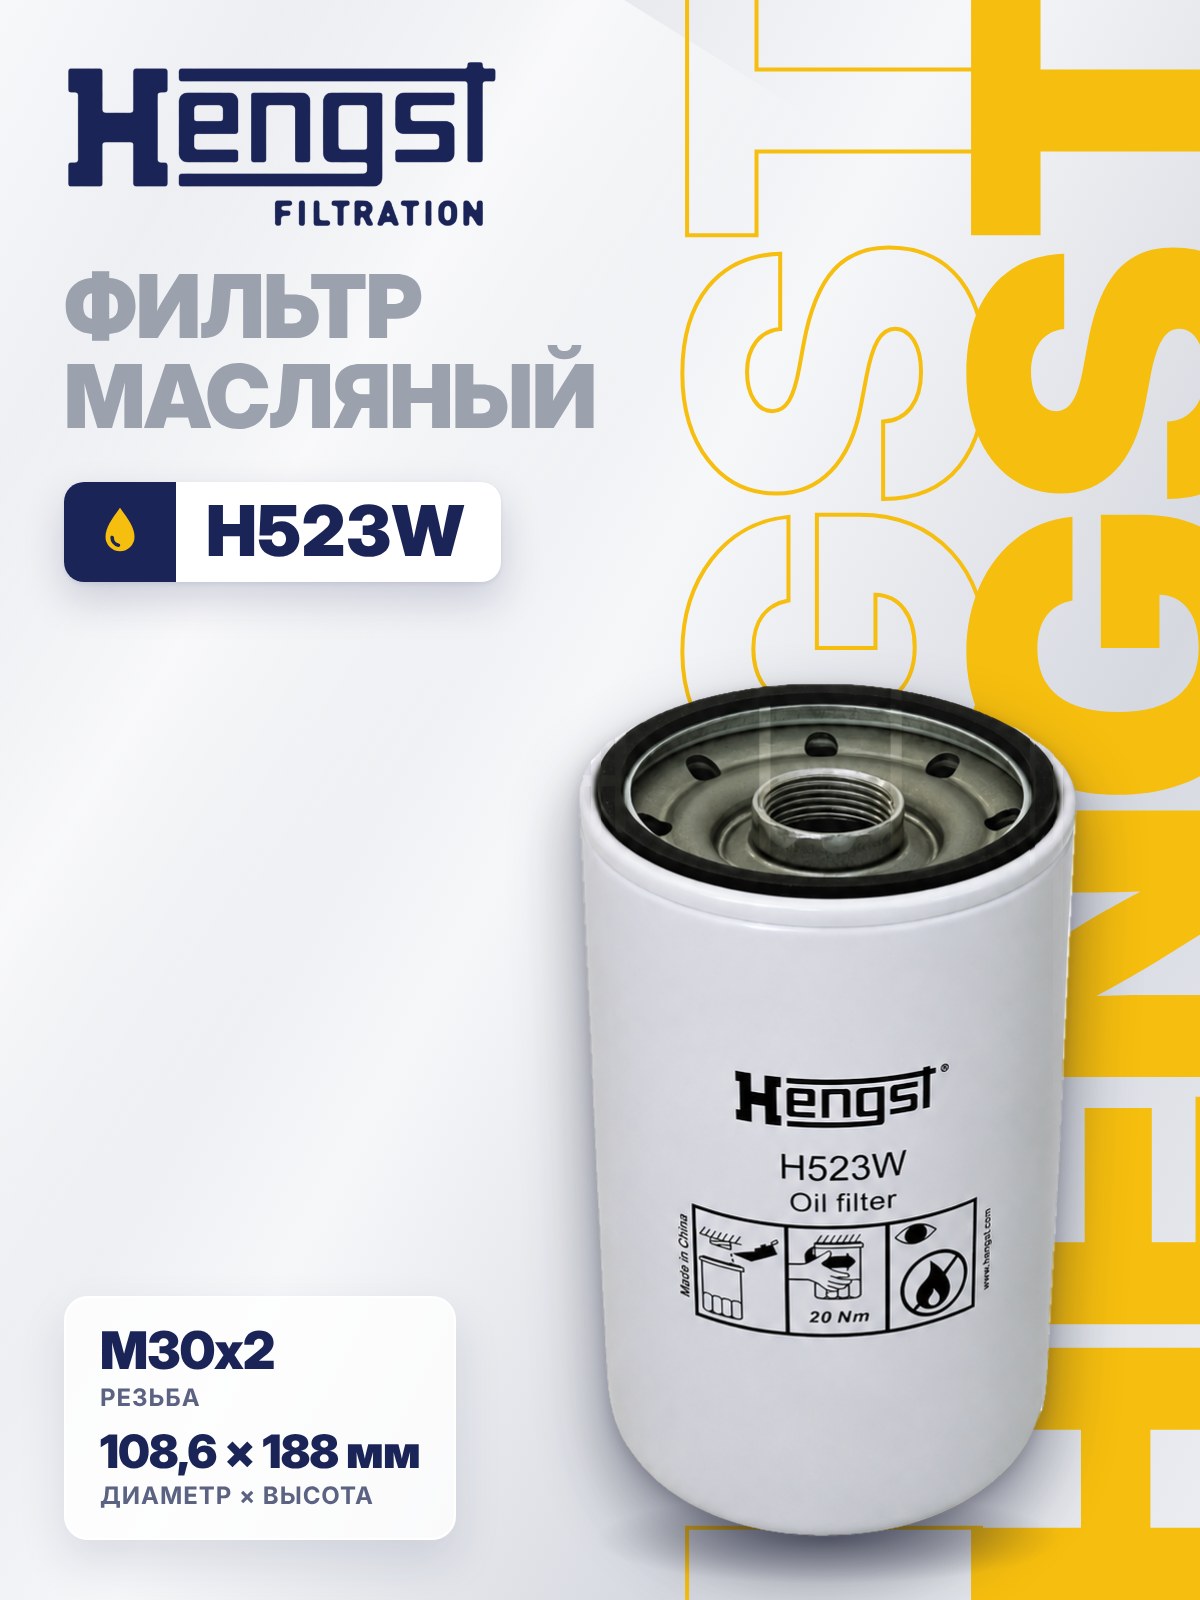 Hengst
FILTRATION
ФИЛЬТР
МАСЛЯНЫЙ
H523W
HENGST
HENGST
Hengst®
H523W
Oil filter
Made in China
20 Nm
www.hangst.com
M30x2
РЕЗЬБА
108,6 × 188 мм
ДИАМЕТР × ВЫСОТА